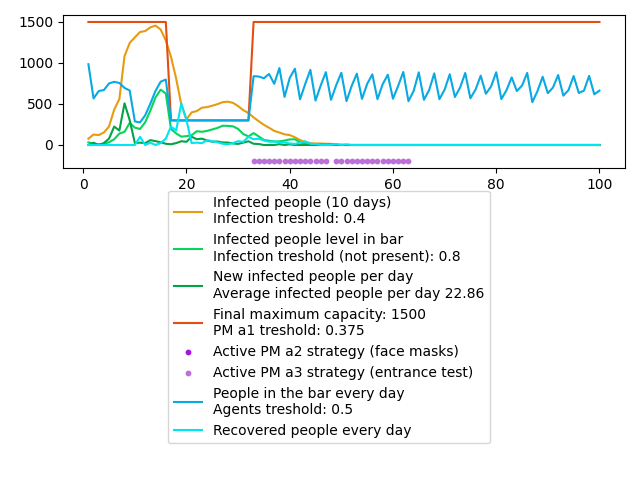 1500
1000
500
0
0 20 40 60 80 100
Infected people (10 days)
Infection treshold: 0.4
Infected people level in bar
Infection treshold (not present): 0.8
New infected people per day
Average infected people per day 22.86
Final maximum capacity: 1500
PM a1 treshold: 0.375
Active PM a2 strategy (face masks)
Active PM a3 strategy (entrance test)
People in the bar every day
Agents treshold: 0.5
Recovered people every day